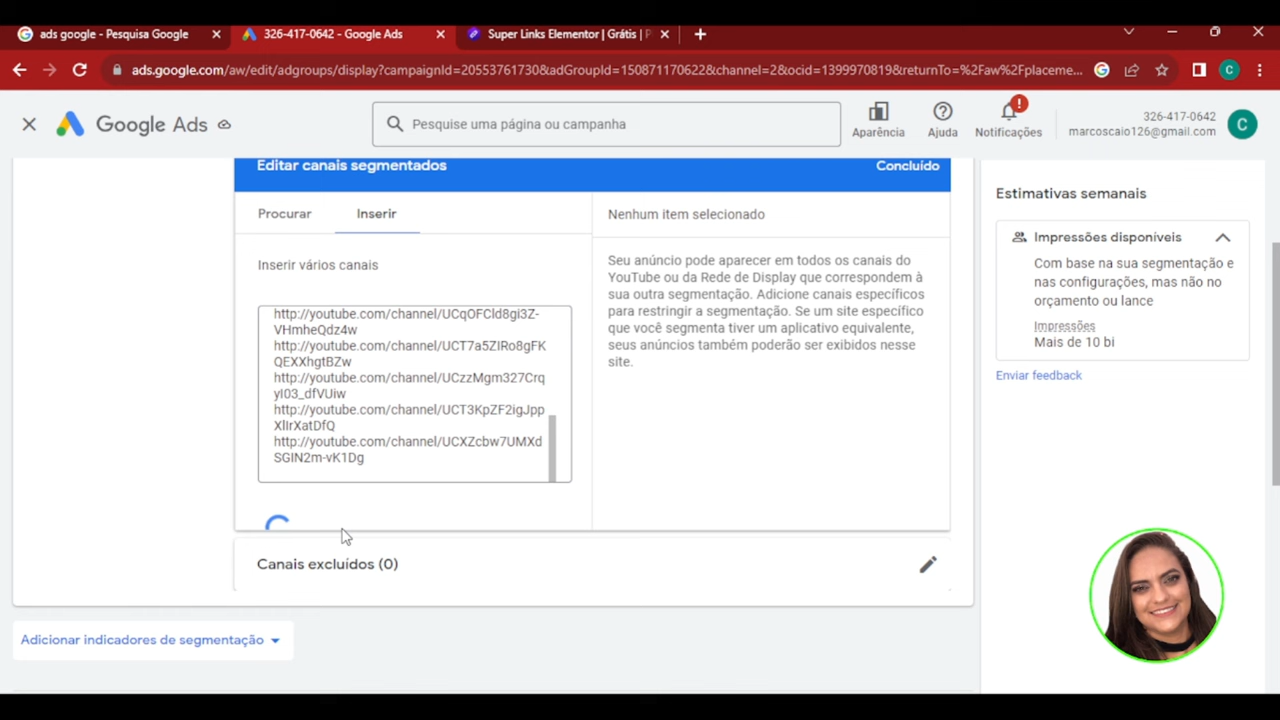 ads google - Pesquisa Google
326-417-0642 - Google Ads
Super Links Elementor | Grátis | P
ads.google.com/aw/edit/adgroups/display?campaignId=20553761730&adGroupId=150871170622&channel=2&ocid=1399970819&returnTo=%2Faw%2Fplaceme...
C
Google Ads
Pesquise uma página ou campanha
Aparência
Ajuda
Notificações
326-417-0642
marcoscaio126@gmail.com
C
Editar canais segmentados
Concluído
Procurar
Inserir
Nenhum item selecionado
Inserir vários canais
http://youtube.com/channel/UCqOFCld8gi3Z-
VHmheQdz4w
http://youtube.com/channel/UCT7a5ZIRo8gFK
QEXXhgtBZw
http://youtube.com/channel/UCzzMgm327Crq
yI03_dfVUiw
http://youtube.com/channel/UCT3KpZF2igJpp
XlIrXatDfQ
http://youtube.com/channel/UCXZcbw7UMXd
SGIN2m-vK1Dg
Seu anúncio pode aparecer em todos os canais do
YouTube ou da Rede de Display que correspondem à
sua outra segmentação. Adicione canais específicos
para restringir a segmentação. Se um site específico
que você segmenta tiver um aplicativo equivalente,
seus anúncios também poderão ser exibidos nesse
site.
Canais excluídos (0)
Adicionar indicadores de segmentação
Estimativas semanais
Impressões disponíveis
Com base na sua segmentação e
nas configurações, mas não no
orçamento ou lance
Impressões
Mais de 10 bi
Enviar feedback